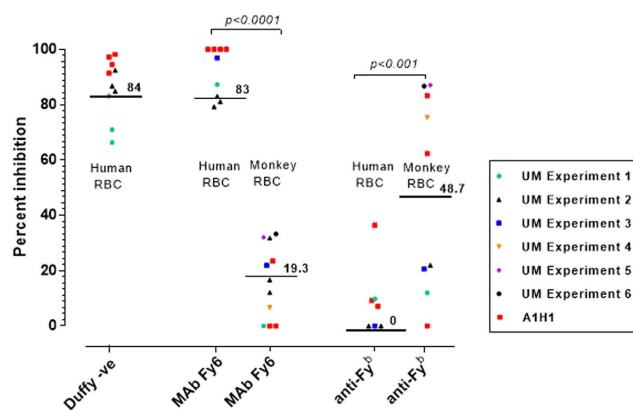 p<0.0001
p<0.001
100
80
60
40
20
0
Percent inhibition
84
83
19.3
0
48.7
Human
RBC
Human
RBC
Monkey
RBC
Human
RBC
Monkey
RBC
Duffy -ve
MAb Fy6
MAb Fy6
anti-Fyᵇ
anti-Fyᵇ
UM Experiment 1
UM Experiment 2
UM Experiment 3
UM Experiment 4
UM Experiment 5
UM Experiment 6
A1H1